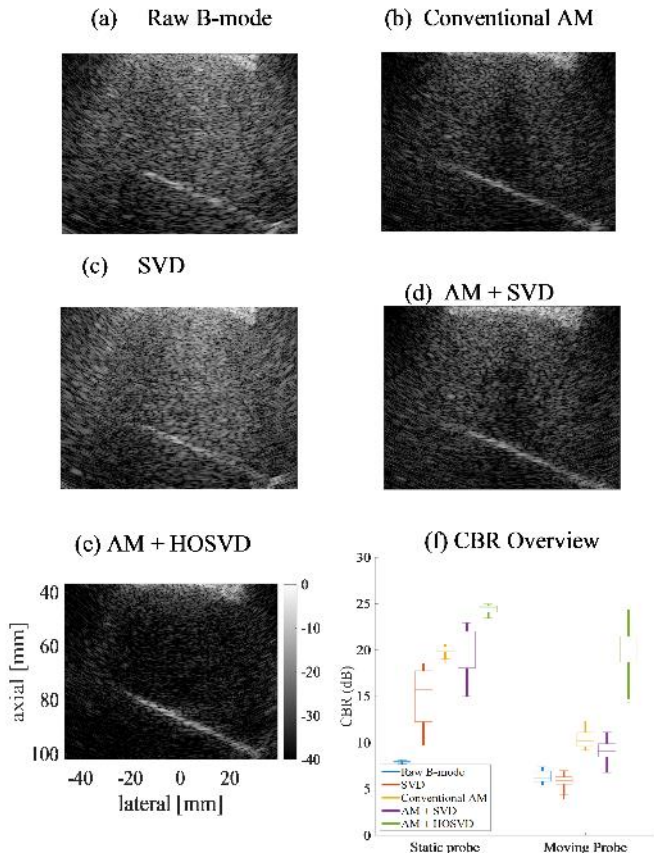 (a) Raw B-mode
(b) Conventional AM
(c) SVD
(d) AM + SVD
(e) AM + HOSVD
40
60
80
100
axial [mm]
-40 -20 0 20
lateral [mm]
0
-10
-20
-30
-40
(f) CBR Overview
30
25
20
15
10
5
0
CBR (dB)
Raw B-mode
SVD
Conventional AM
AM + SVD
AM + HOSVD
Static probe Moving Probe